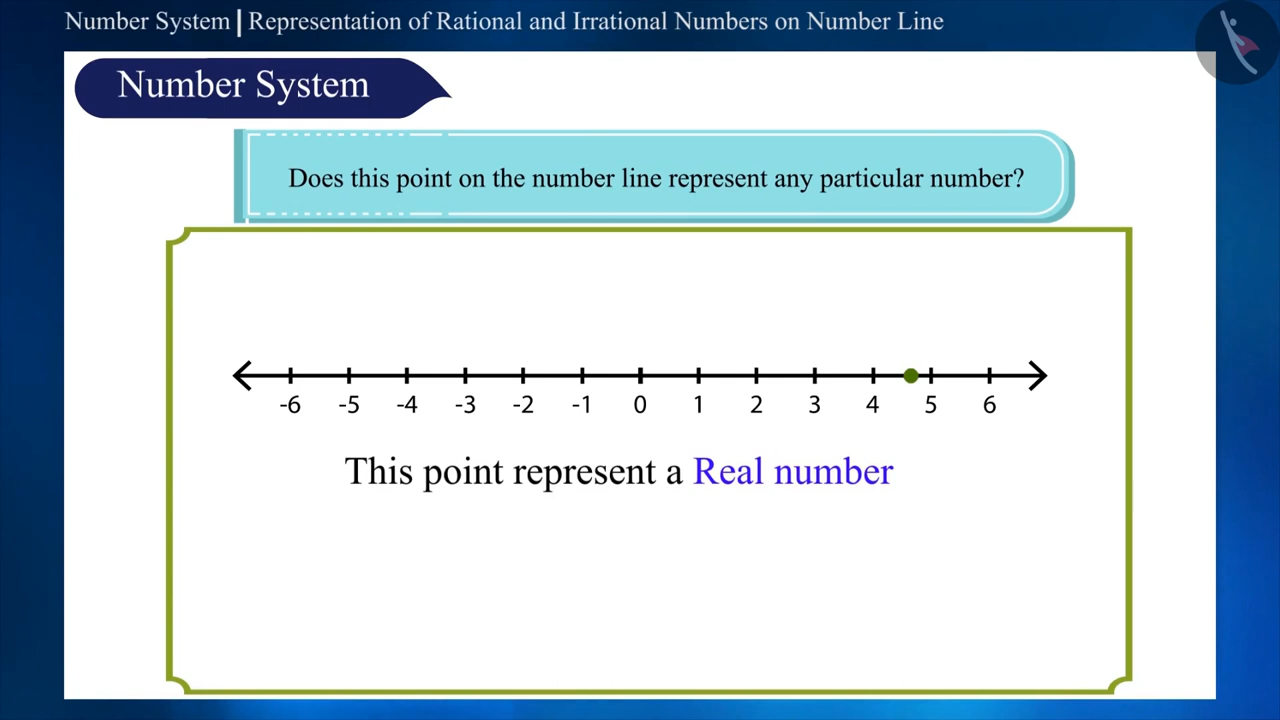 Number System | Representation of Rational and Irrational Numbers on Number Line
Number System
Does this point on the number line represent any particular number?
-6 -5 -4 -3 -2 -1 0 1 2 3 4 5 6
This point represent a Real number